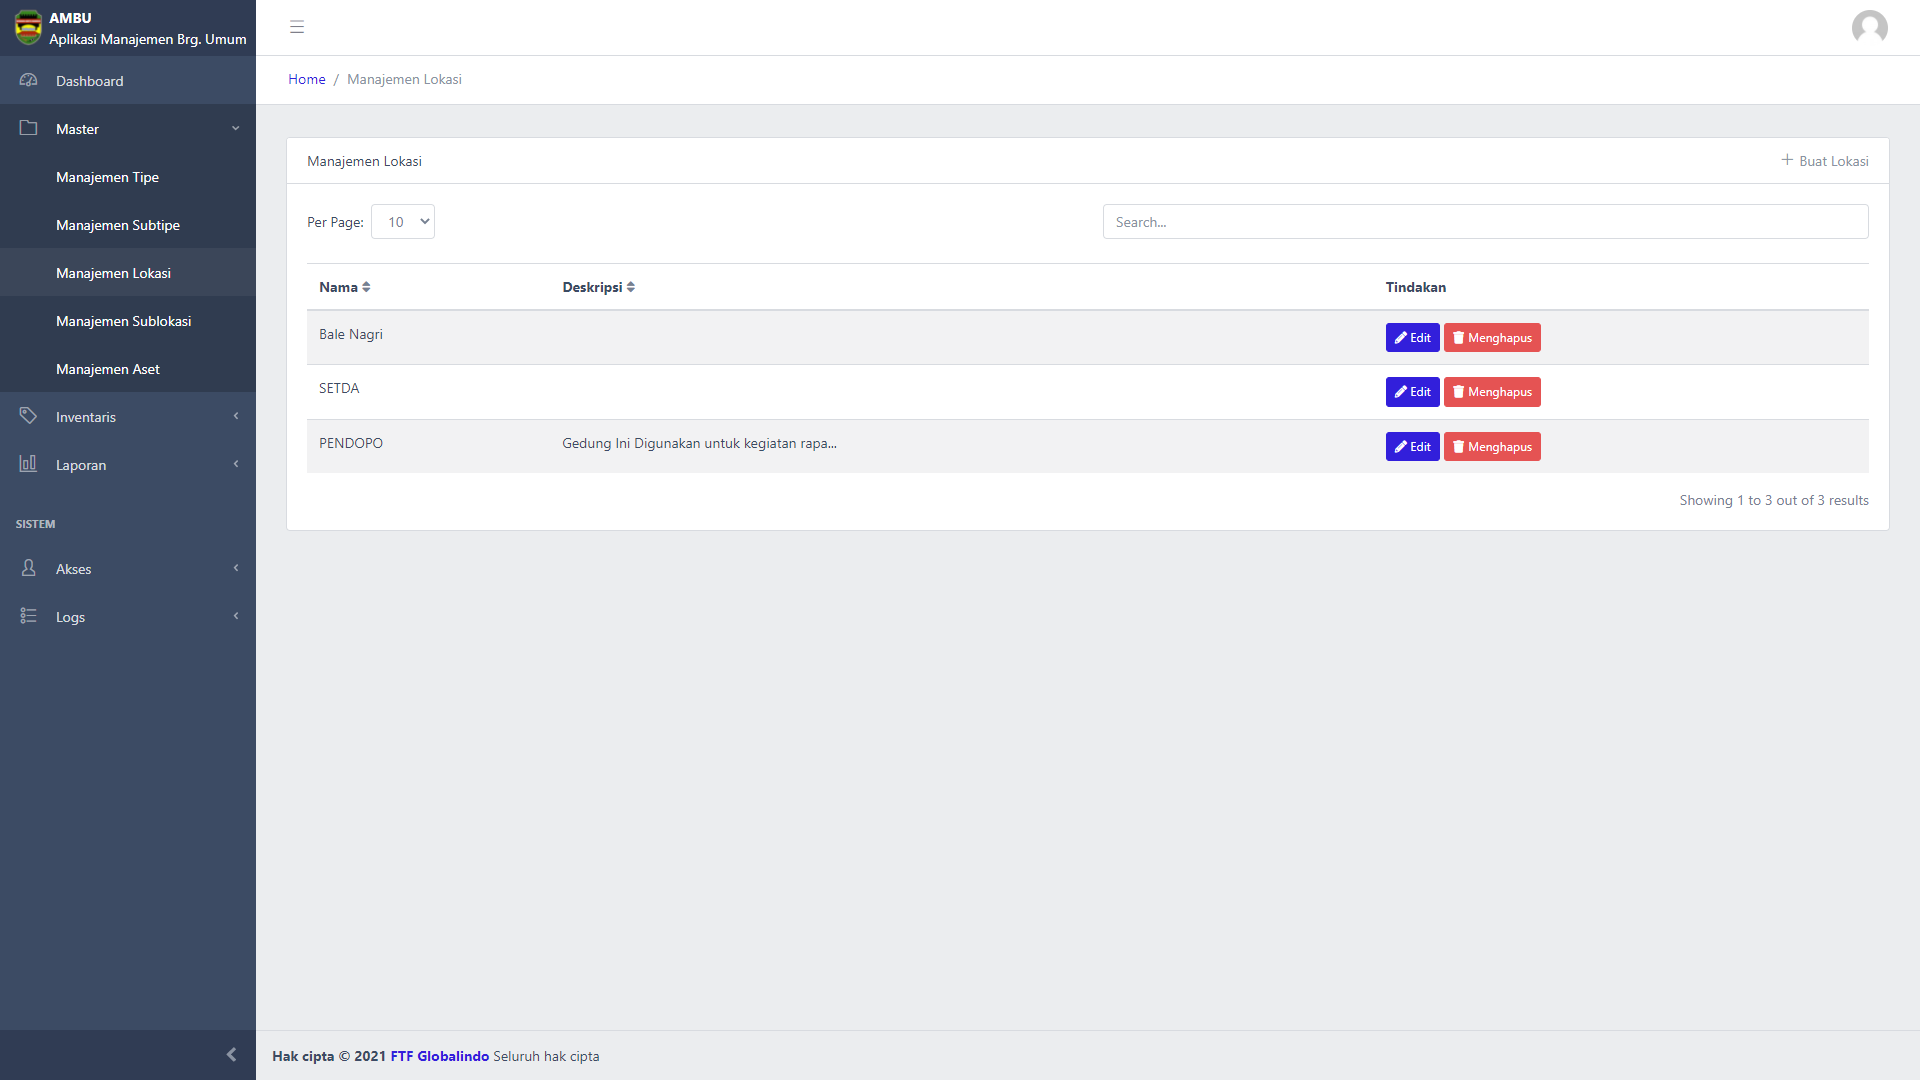 AMBU
Aplikasi Manajemen Brg. Umum
Dashboard
Master
Manajemen Tipe
Manajemen Subtipe
Manajemen Lokasi
Manajemen Sublokasi
Manajemen Aset
Inventaris
Laporan
SISTEM
Akses
Logs
Home / Manajemen Lokasi
Manajemen Lokasi
Buat Lokasi
Per Page: 10
Search...
Nama Deskripsi Tindakan
Bale Nagri Edit Menghapus
SETDA Edit Menghapus
PENDOPO Gedung Ini Digunakan untuk kegiatan rapa... Edit Menghapus
Showing 1 to 3 out of 3 results
Hak cipta © 2021 FTF Globalindo Seluruh hak cipta